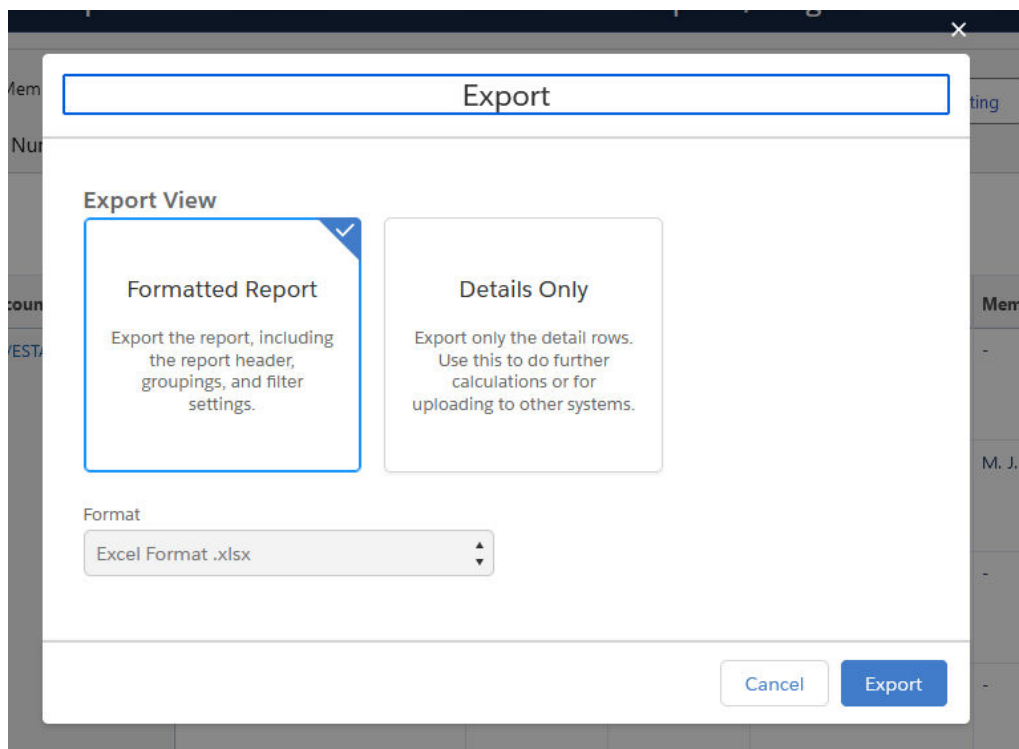 Export
ting
Export View
Formatted Report
Export the report, including
the report header,
groupings, and filter
settings.
Details Only
Export only the detail rows.
Use this to do further
calculations or for
uploading to other systems.
Mem
-
M. J.
-
-
Format
Excel Format .xlsx
Cancel
Export